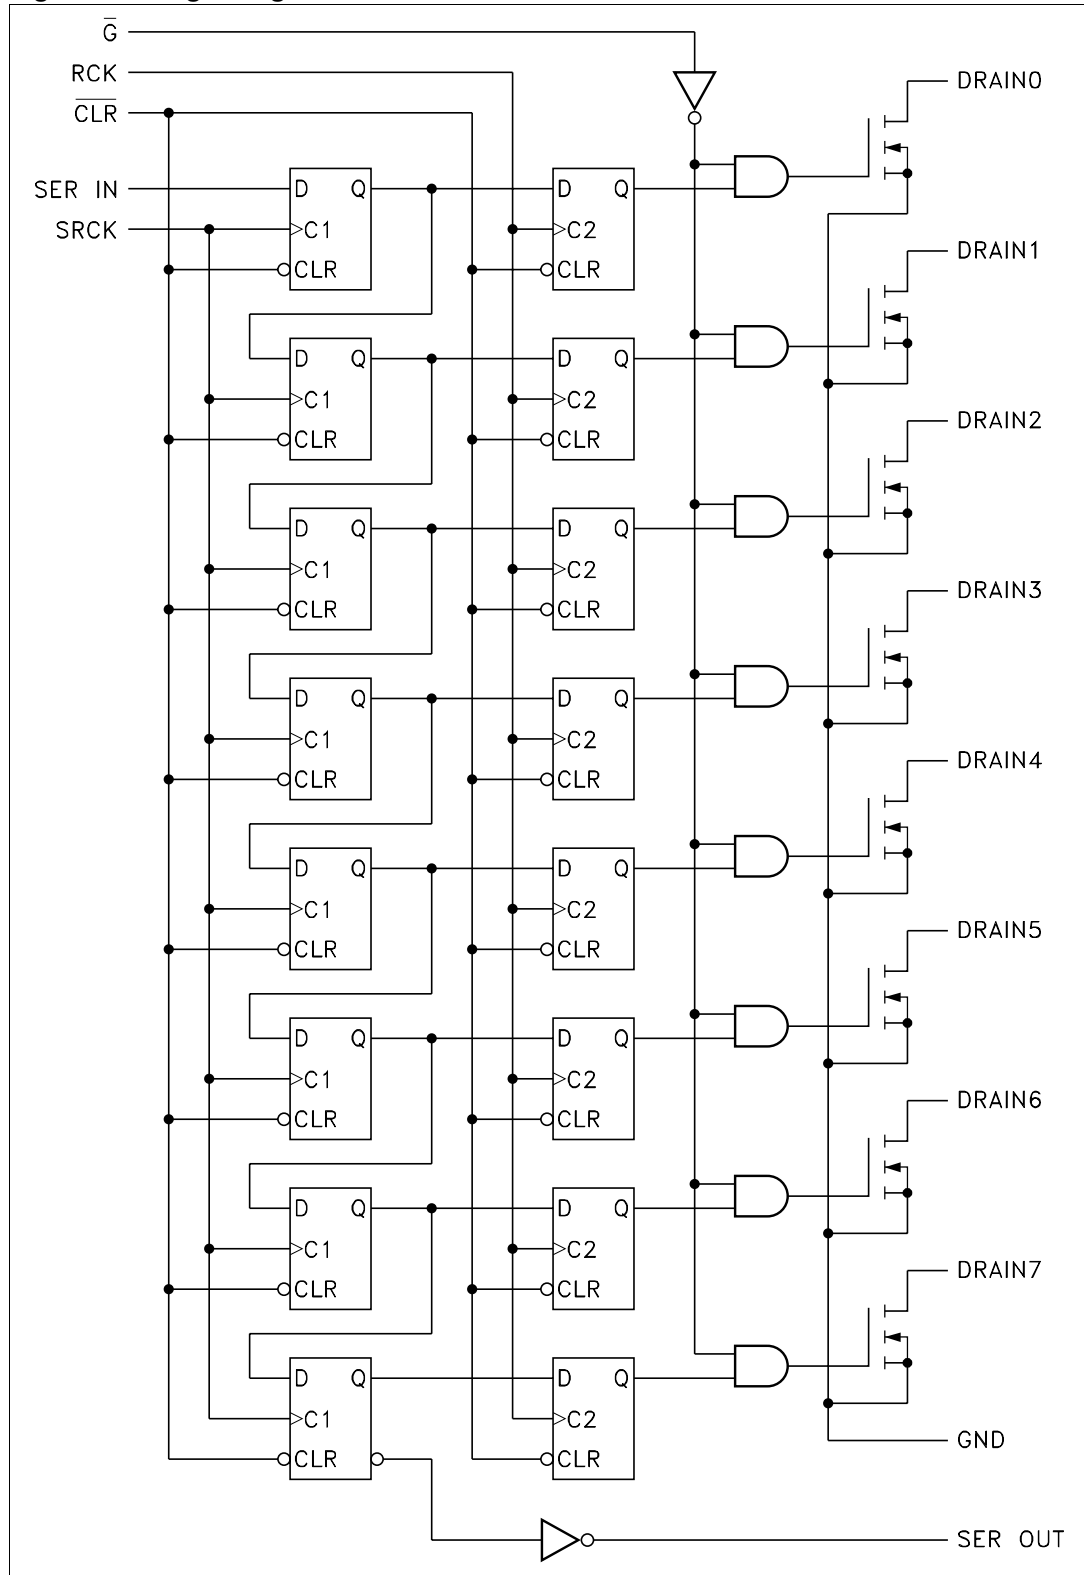 G̅
RCK
DRAIN0
C̅L̅R̅
SER IN D Q D Q
SRCK C1 C2
DRAIN1
CLR CLR
D Q D Q
C1 C2
DRAIN2
CLR CLR
D Q D Q
C1 C2
DRAIN3
CLR CLR
D Q D Q
C1 C2
DRAIN4
CLR CLR
D Q D Q
C1 C2
DRAIN5
CLR CLR
D Q D Q
C1 C2
DRAIN6
CLR CLR
D Q D Q
C1 C2
DRAIN7
CLR CLR
D Q D Q
C1 C2
GND
CLR CLR
SER OUT